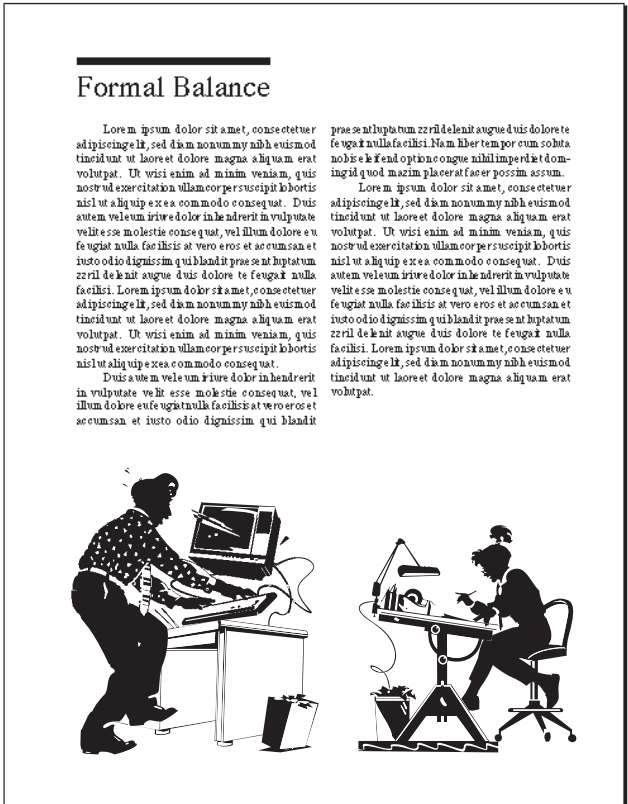 Formal Balance
Lorem ipsum dolor sit amet, consectetuer
adipiscing elit, sed diam nonummy nibh euismod
tincidunt ut laoreet dolore magna aliquam erat
volutpat. Ut wisi enim ad minim veniam, quis
nostrud exercitation ullamcorper suscipit lobortis
nisl ut aliquip ex ea commodo consequat. Duis
autem vel eum iriure dolor in hendrerit in vulputate
velit esse molestie consequat, vel illum dolore eu
feugiat nulla facilisis at vero eros et accumsan et
iusto odio dignissim qui blandit praesent luptatum
zzril delenit augue duis dolore te feugait nulla
facilisi. Lorem ipsum dolor sit amet, consectetuer
adipiscing elit, sed diam nonummy nibh euismod
tincidunt ut laoreet dolore magna aliquam erat
volutpat. Ut wisi enim ad minim veniam, quis
nostrud exercitation ullamcorper suscipit lobortis
nisl ut aliquip ex ea commodo consequat.
Duis autem vel eum iriure dolor in hendrerit
in vulputate velit esse molestie consequat, vel
illum dolore eu feugiat nulla facilisis at vero eros et
accumsan et iusto odio dignissim qui blandit
praesent luptatum zzril delenit augue duis dolore te
feugait nulla facilisi. Nam liber tempor cum soluta
nobis eleifend option congue nihil imperdiet dom-
ing id quod mazim placerat facer possim assum.
Lorem ipsum dolor sit amet, consectetuer
adipiscing elit, sed diam nonummy nibh euismod
tincidunt ut laoreet dolore magna aliquam erat
volutpat. Ut wisi enim ad minim veniam, quis
nostrud exercitation ullamcorper suscipit lobortis
nisl ut aliquip ex ea commodo consequat. Duis
autem vel eum iriure dolor in hendrerit in vulputate
velit esse molestie consequat, vel illum dolore eu
feugiat nulla facilisis at vero eros et accumsan et
iusto odio dignissim qui blandit praesent luptatum
zzril delenit augue duis dolore te feugait nulla
facilisi. Lorem ipsum dolor sit amet, consectetuer
adipiscing elit, sed diam nonummy nibh euismod
tincidunt ut laoreet dolore magna aliquam erat
volutpat.